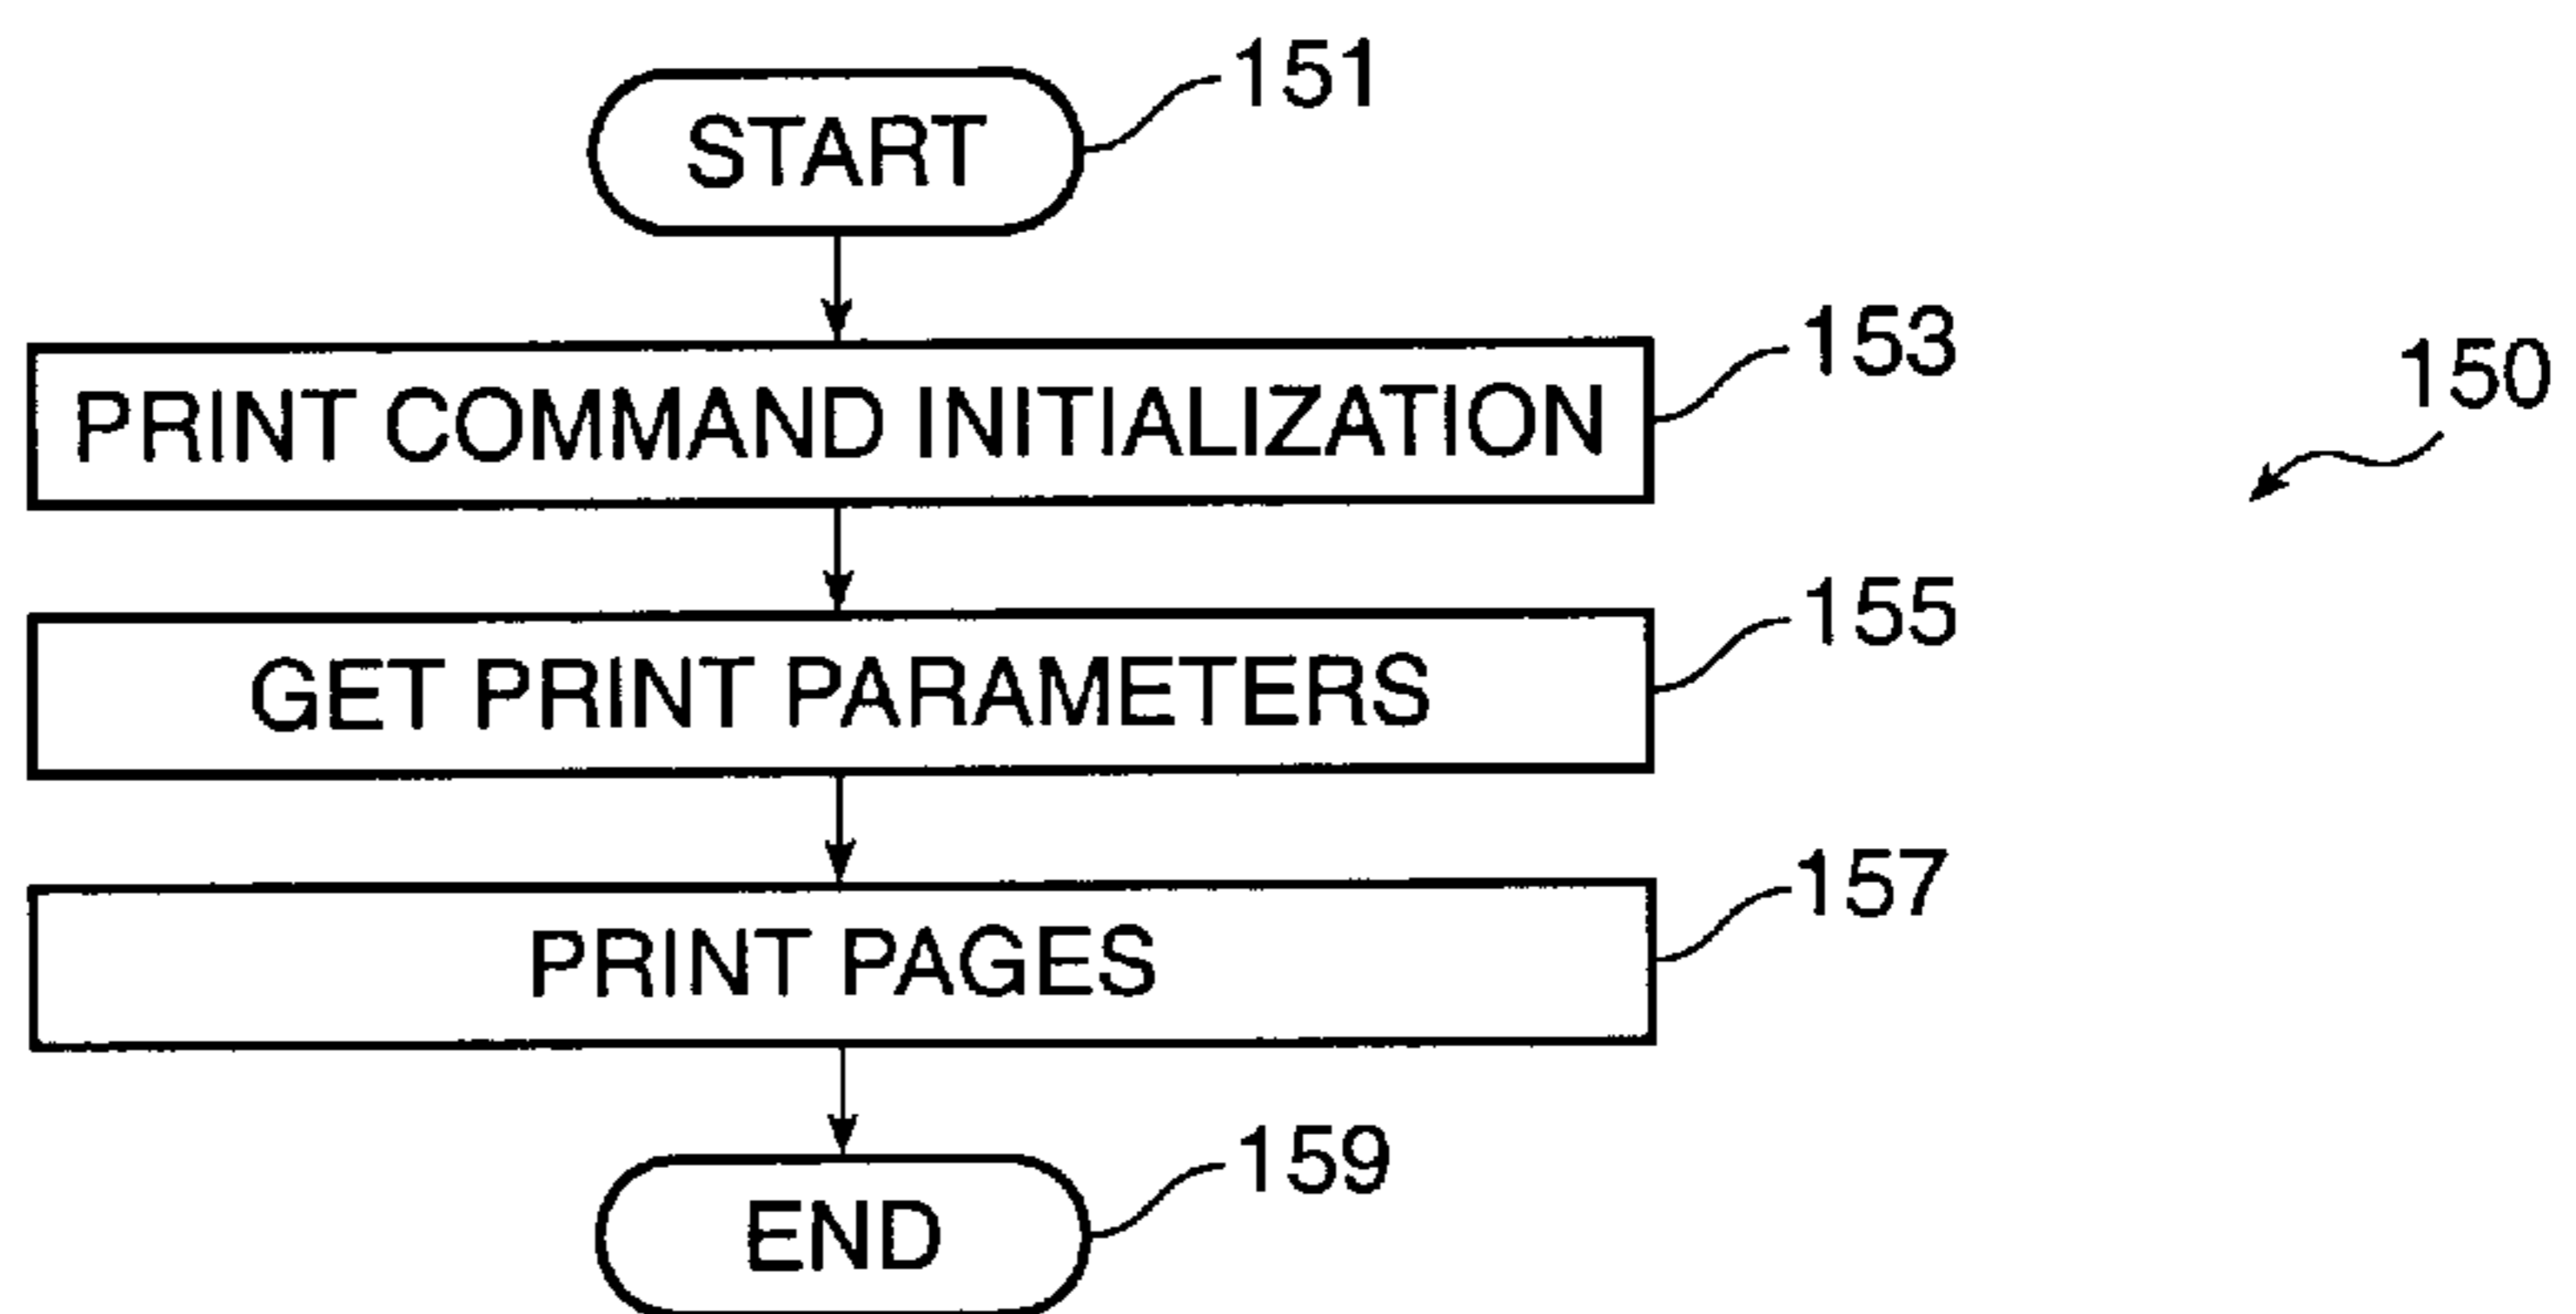 START
151
PRINT COMMAND INITIALIZATION
153
150
GET PRINT PARAMETERS
155
PRINT PAGES
157
END
159